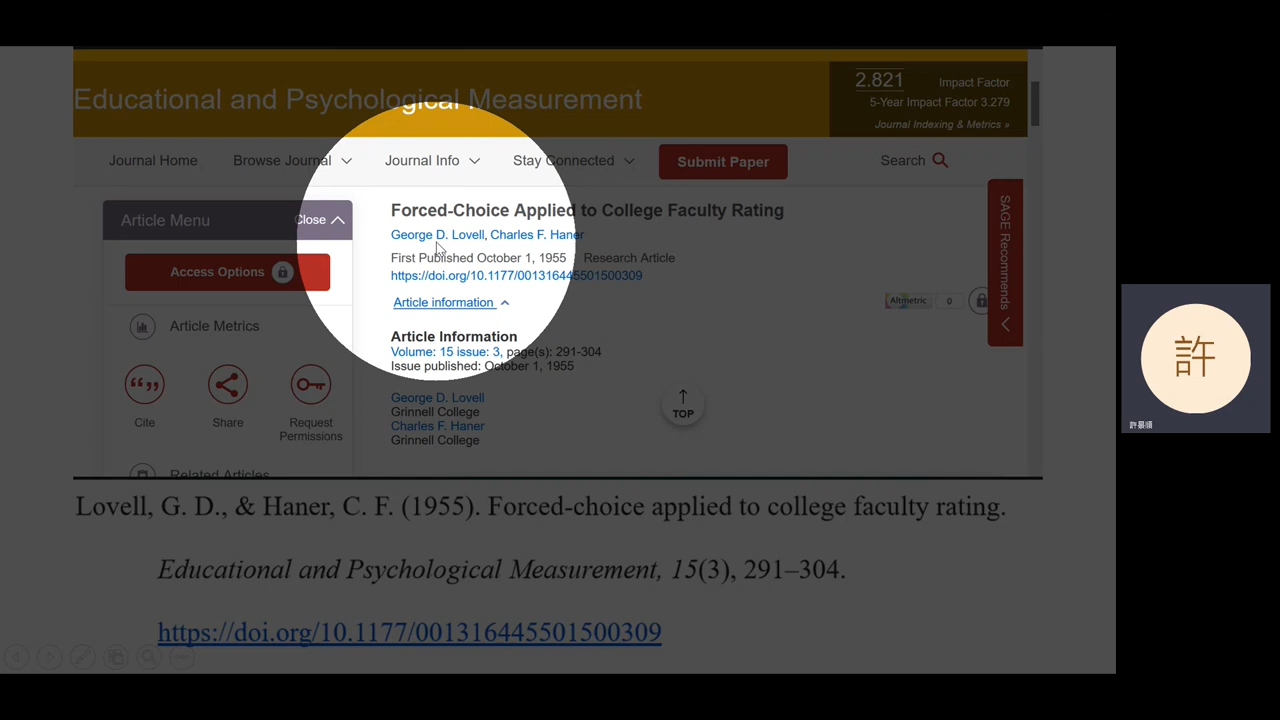 Educational and Psychological Measurement
2.821 Impact Factor
5-Year Impact Factor 3.279
Journal Indexing & Metrics »
Journal Home Browse Journal Journal Info Stay Connected Submit Paper Search
Article Menu Close
Access Options
Article Metrics
Cite Share Request Permissions
Related Articles
Forced-Choice Applied to College Faculty Rating
George D. Lovell, Charles F. Haner
First Published October 1, 1955 Research Article
https://doi.org/10.1177/001316445501500309
Article information
Altmetric 0
Article Information
Volume: 15 issue: 3, page(s): 291-304
Issue published: October 1, 1955
George D. Lovell
Grinnell College
Charles F. Haner
Grinnell College
TOP
SAGE Recommends
Lovell, G. D., & Haner, C. F. (1955). Forced-choice applied to college faculty rating.
Educational and Psychological Measurement, 15(3), 291–304.
https://doi.org/10.1177/001316445501500309
許
許景順